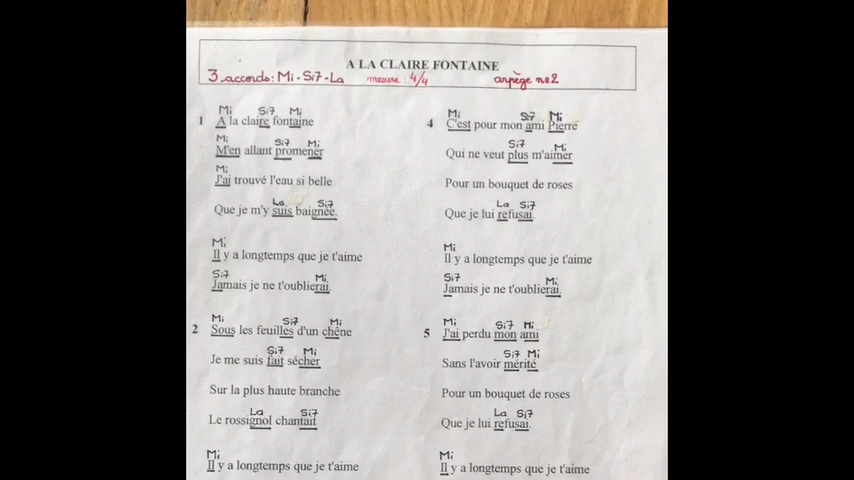 A LA CLAIRE FONTAINE
3 accords: Mi - Si7 - La mesure: 4/4 arpège n°2
Mi Si7 Mi
1 A la claire fontaine
Mi Si7 Mi
M'en allant promener
Mi
J'ai trouvé l'eau si belle
La Si7
Que je m'y suis baignée.
Mi
Il y a longtemps que je t'aime
Si7 Mi
Jamais je ne t'oublierai.
Mi Si7 Mi
2 Sous les feuilles d'un chêne
Si7 Mi
Je me suis fait sécher
Sur la plus haute branche
La Si7
Le rossignol chantait
Mi
Il y a longtemps que je t'aime
Mi Si7 Mi
4 C'est pour mon ami Pierre
Si7 Mi
Qui ne veut plus m'aimer
Pour un bouquet de roses
La Si7
Que je lui refusai.
Mi
Il y a longtemps que je t'aime
Si7 Mi
Jamais je ne t'oublierai.
Mi Si7 Mi
5 J'ai perdu mon ami
Si7 Mi
Sans l'avoir mérité
Pour un bouquet de roses
La Si7
Que je lui refusai.
Mi
Il y a longtemps que je t'aime